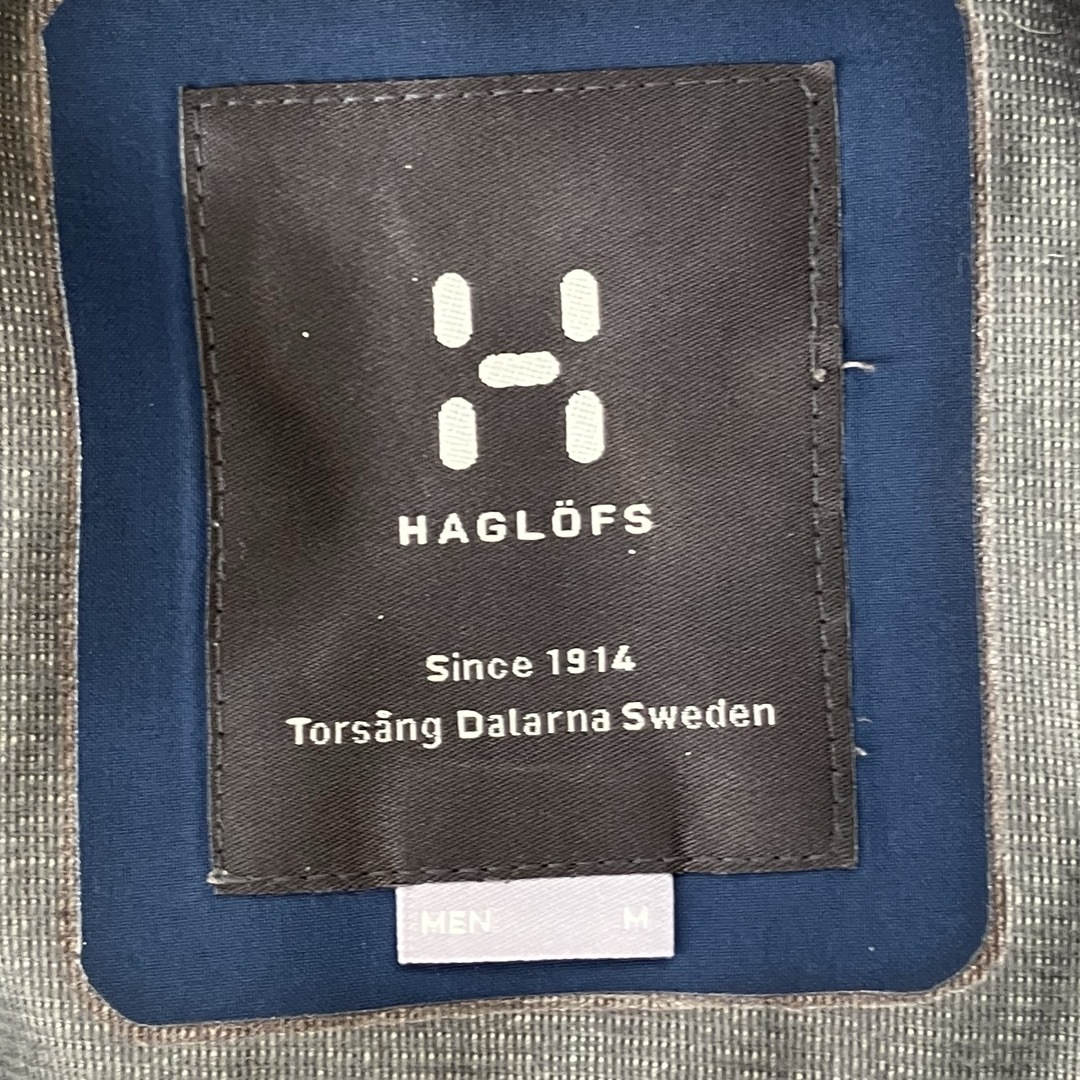 HAGLÖFS
Since 1914
Torsång Dalarna Sweden
MEN M